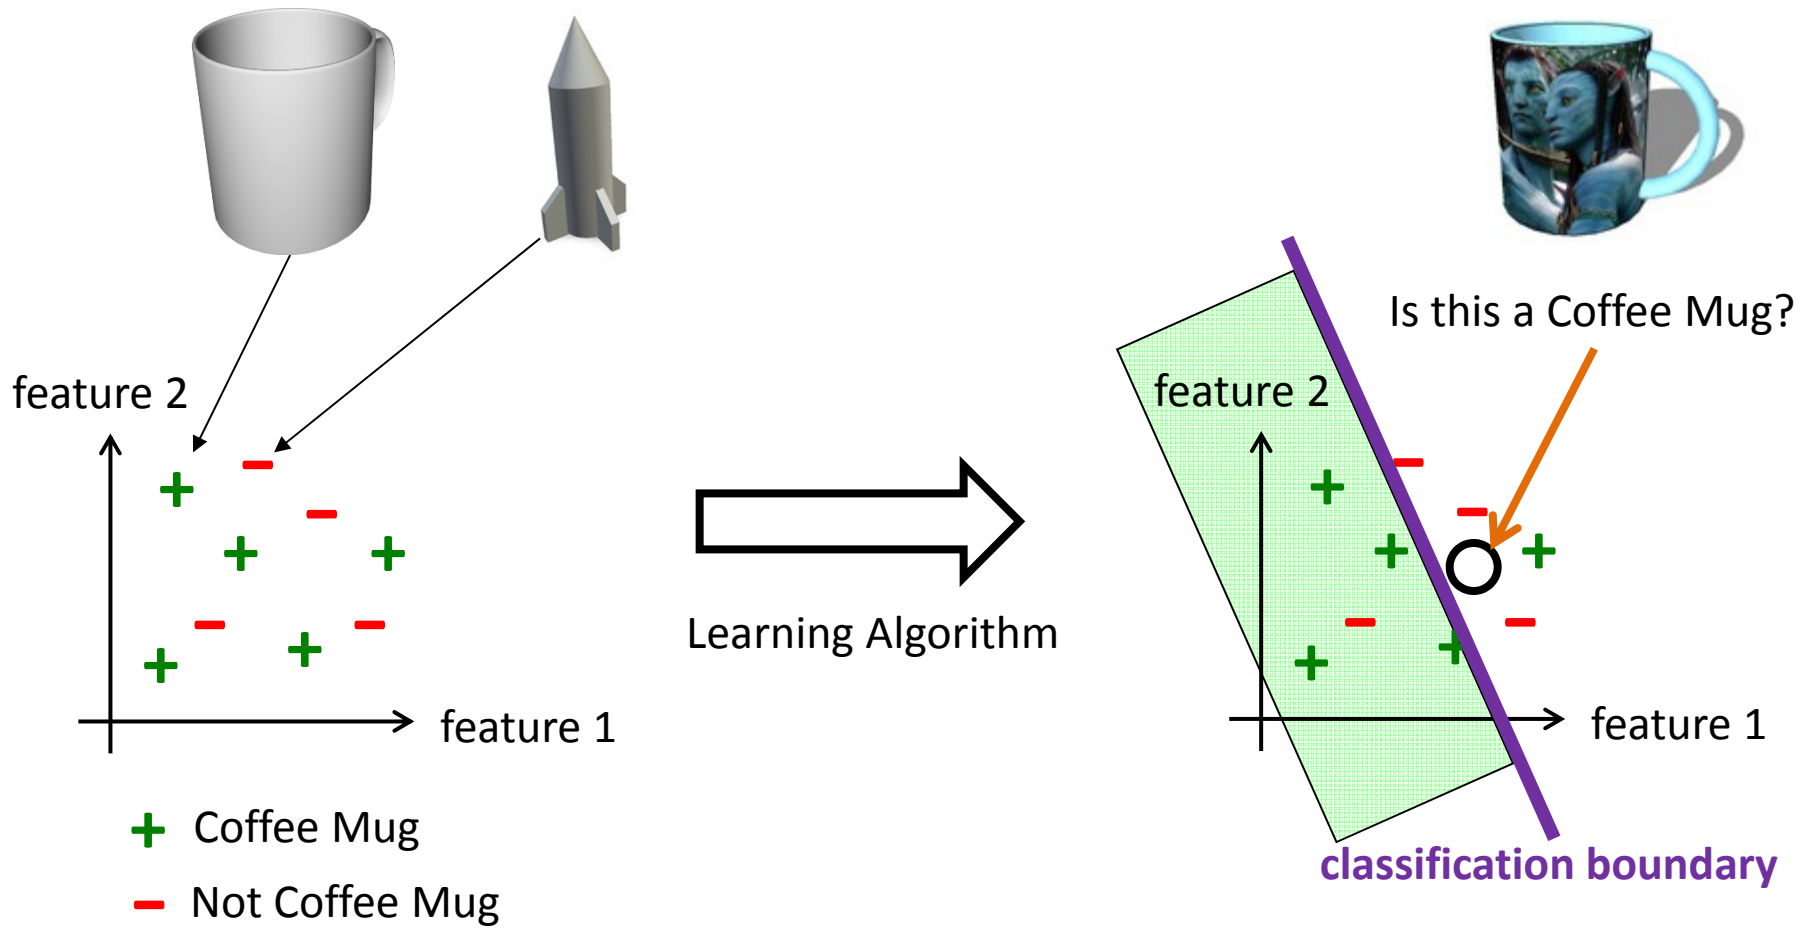 Is this a Coffee Mug?
feature 2
feature 2
Learning Algorithm
feature 1
feature 1
Coffee Mug
classification boundary
Not Coffee Mug